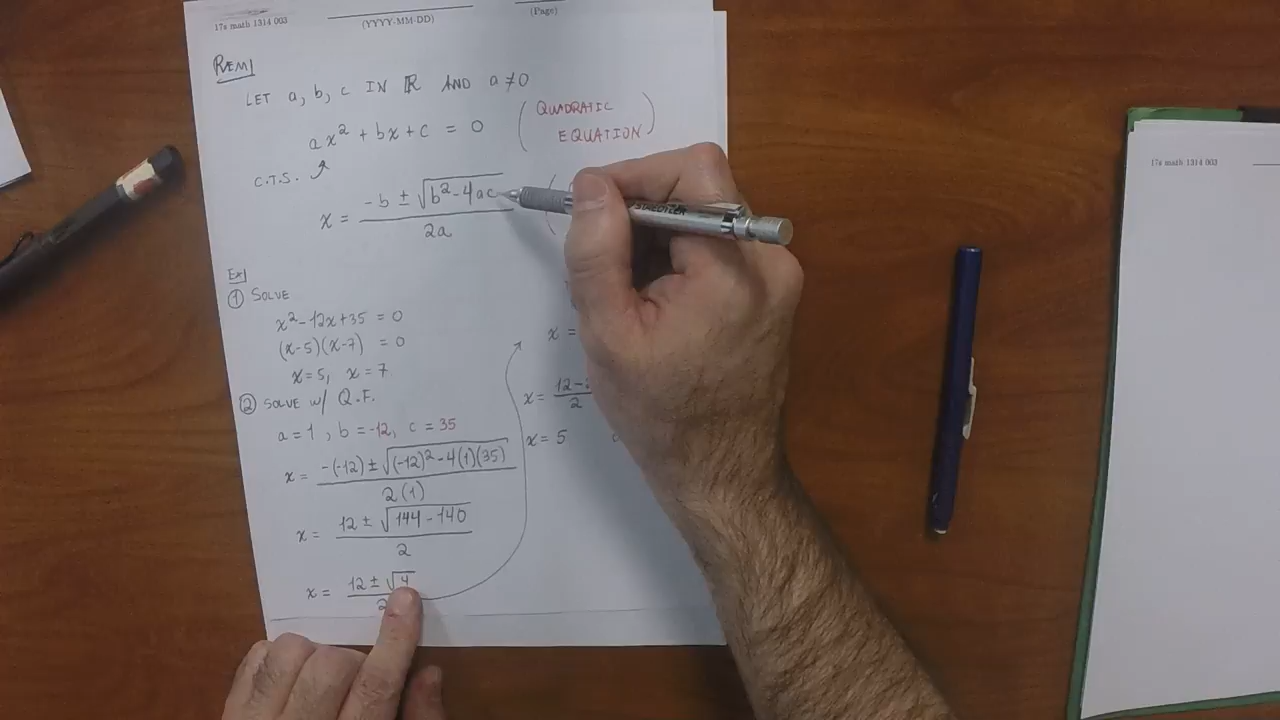 17s math 1314 003
(YYYY-MM-DD)
(Page)
REM
LET a, b, c IN ℝ AND a ≠ 0
ax² + bx + c = 0
(QUADRATIC
EQUATION)
C.T.S.
x = (-b ± √(b² - 4ac))/2a
Ex
① SOLVE
x² - 12x + 35 = 0
(x-5)(x-7) = 0
x = 5, x = 7
② SOLVE w/ Q.F.
a = 1, b = -12, c = 35
x = (-(-12) ± √((-12)² - 4(1)(35)))/2(1)
x = (12 ± √(144 - 140))/2
x = (12 ± √4)/2
x =
x = 12 - / 2
x = 5
STAEDTLER
17s math 1314 003